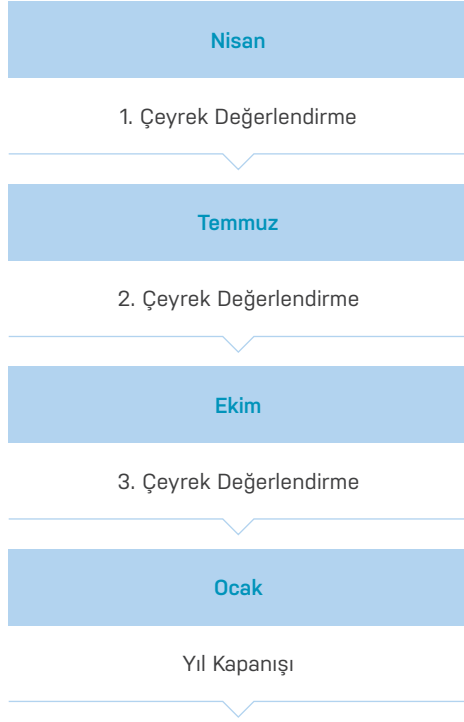 Nisan
1. Çeyrek Değerlendirme
Temmuz
2. Çeyrek Değerlendirme
Ekim
3. Çeyrek Değerlendirme
Ocak
Yıl Kapanışı